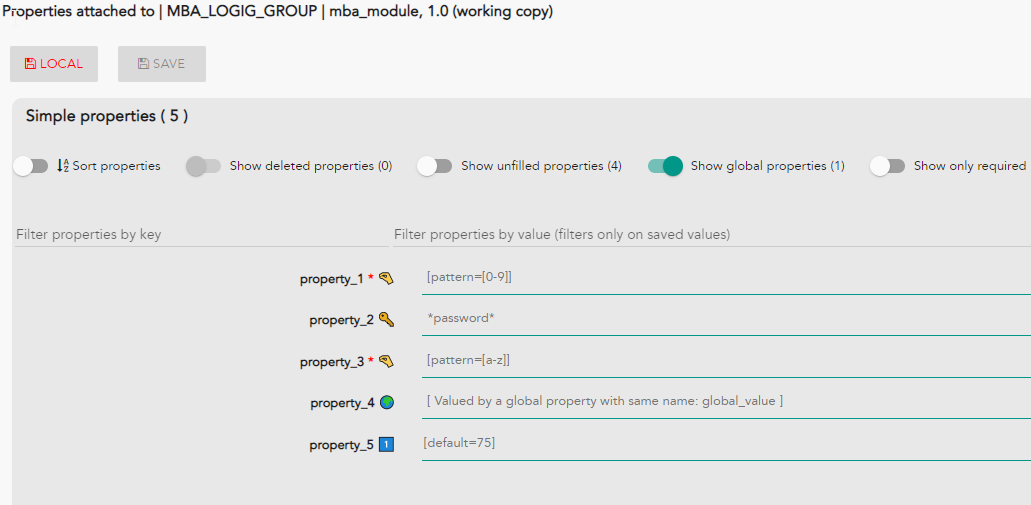 Properties attached to | MBA_LOGIG_GROUP | mba_module, 1.0 (working copy)
LOCAL SAVE
Simple properties ( 5 )
Sort properties Show deleted properties (0) Show unfilled properties (4) Show global properties (1) Show only required
Filter properties by key Filter properties by value (filters only on saved values)
property_1 * [pattern=[0-9]]
property_2 *password*
property_3 * [pattern=[a-z]]
property_4 [ Valued by a global property with same name: global_value ]
property_5 1 [default=75]